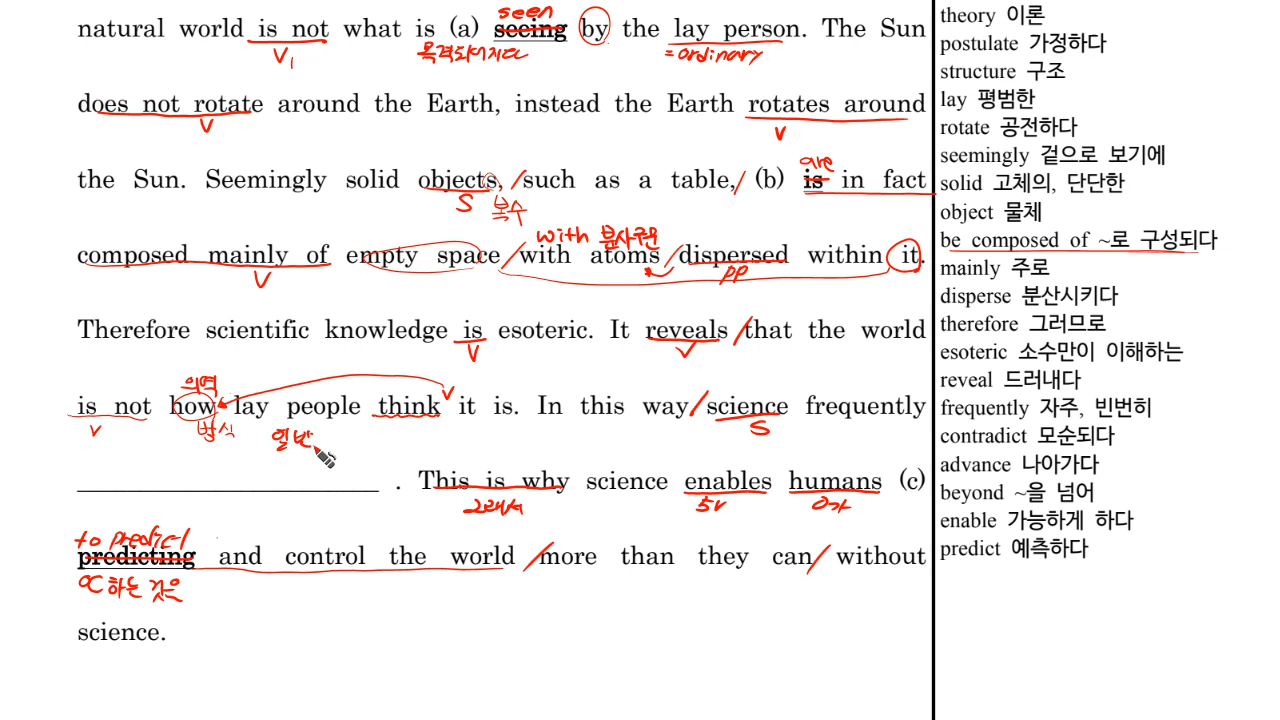 seen
natural world is not what is (a) seeing by the lay person. The Sun
V₁ 목격되어지다 = ordinary
does not rotate around the Earth, instead the Earth rotates around
V V
are
the Sun. Seemingly solid objects, / such as a table, / (b) is in fact
S 복수
with 분사구문
composed mainly of empty space / with atoms / dispersed within it.
V pp
Therefore scientific knowledge is esoteric. It reveals / that the world
V V
의역 V
is not how lay people think it is. In this way / science frequently
V 방식 S
____________________ . This is why science enables humans (c)
그래서 5V
to predict
predicting and control the world / more than they can / without
OC 하는 것을
science.
theory 이론
postulate 가정하다
structure 구조
lay 평범한
rotate 공전하다
seemingly 겉으로 보기에
solid 고체의, 단단한
object 물체
be composed of ~로 구성되다
mainly 주로
disperse 분산시키다
therefore 그러므로
esoteric 소수만이 이해하는
reveal 드러내다
frequently 자주, 빈번히
contradict 모순되다
advance 나아가다
beyond ~을 넘어
enable 가능하게 하다
predict 예측하다